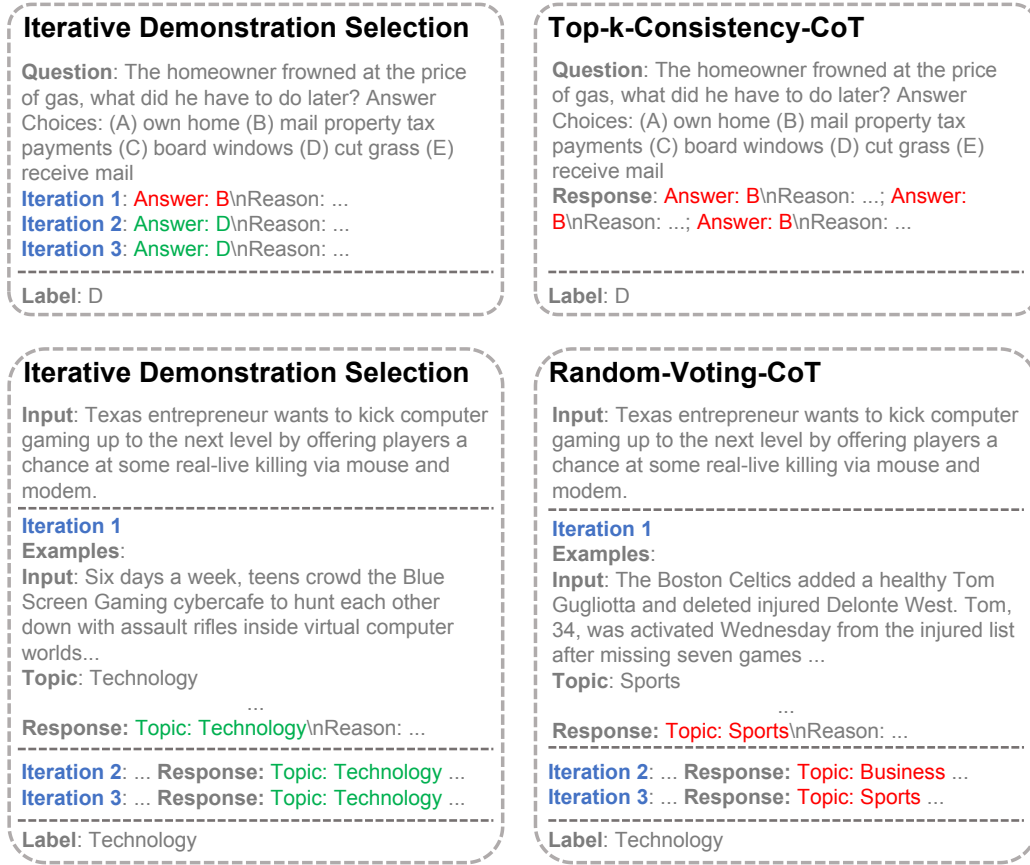 Iterative Demonstration Selection
Question: The homeowner frowned at the price
of gas, what did he have to do later? Answer
Choices: (A) own home (B) mail property tax
payments (C) board windows (D) cut grass (E)
receive mail
Iteration 1: Answer: B\nReason: ...
Iteration 2: Answer: D\nReason: ...
Iteration 3: Answer: D\nReason: ...
Label: D
Top-k-Consistency-CoT
Question: The homeowner frowned at the price
of gas, what did he have to do later? Answer
Choices: (A) own home (B) mail property tax
payments (C) board windows (D) cut grass (E)
receive mail
Response: Answer: B\nReason: ...; Answer:
B\nReason: ...; Answer: B\nReason: ...
Label: D
Iterative Demonstration Selection
Input: Texas entrepreneur wants to kick computer
gaming up to the next level by offering players a
chance at some real-live killing via mouse and
modem.
Iteration 1
Examples:
Input: Six days a week, teens crowd the Blue
Screen Gaming cybercafe to hunt each other
down with assault rifles inside virtual computer
worlds...
Topic: Technology
...
Response: Topic: Technology\nReason: ...
Iteration 2: ... Response: Topic: Technology ...
Iteration 3: ... Response: Topic: Technology ...
Label: Technology
Random-Voting-CoT
Input: Texas entrepreneur wants to kick computer
gaming up to the next level by offering players a
chance at some real-live killing via mouse and
modem.
Iteration 1
Examples:
Input: The Boston Celtics added a healthy Tom
Gugliotta and deleted injured Delonte West. Tom,
34, was activated Wednesday from the injured list
after missing seven games ...
Topic: Sports
...
Response: Topic: Sports\nReason: ...
Iteration 2: ... Response: Topic: Business ...
Iteration 3: ... Response: Topic: Sports ...
Label: Technology